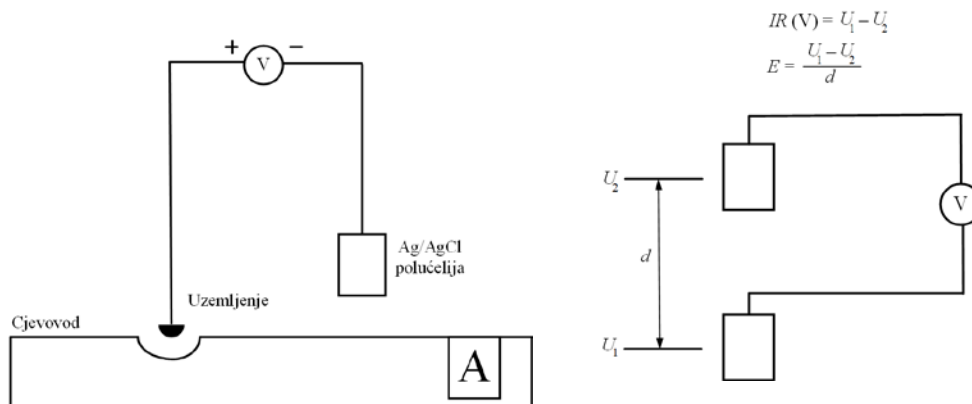 +
V
−
Ag/AgCl
polućelija
Uzemljenje
Cjevovod
A
IR (V) = U₁ − U₂
E = (U₁ − U₂) / d
U₂
V
d
U₁